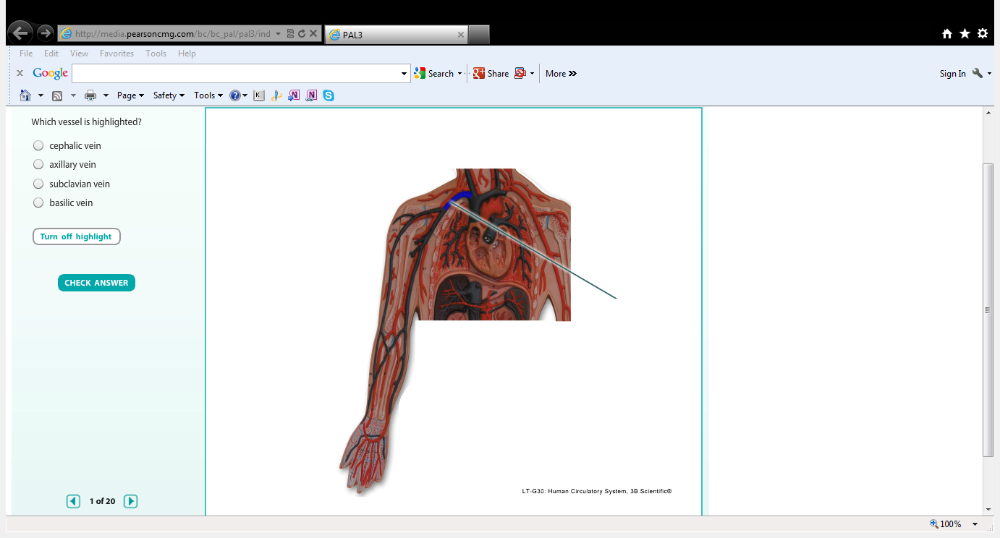 http://media.pearsoncmg.com/bc/bc_pal/pal3/ind
PAL3
File Edit View Favorites Tools Help
x Google Search Share More » Sign In
Page Safety Tools
Which vessel is highlighted?
cephalic vein
axillary vein
subclavian vein
basilic vein
Turn off highlight
CHECK ANSWER
1 of 20
LT-G30: Human Circulatory System, 3B Scientific®
100%